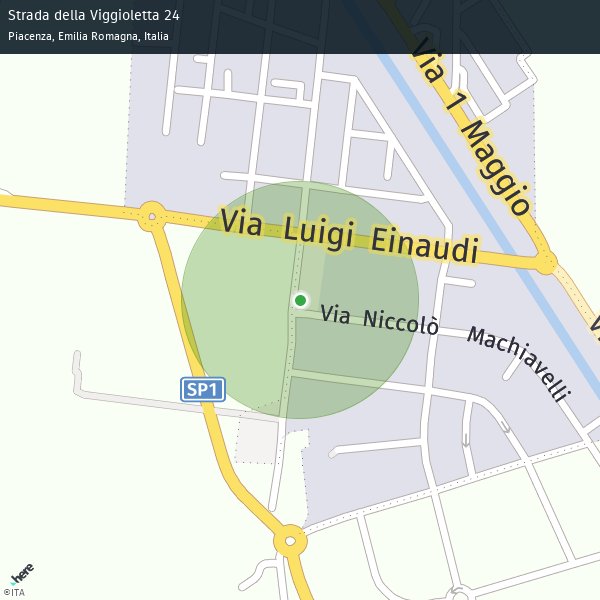 Strada della Viggioletta 24
Piacenza, Emilia Romagna, Italia
Via 1 Maggio
Via Luigi Einaudi
Via Niccolò Machiavelli
SP1
here
©ITA